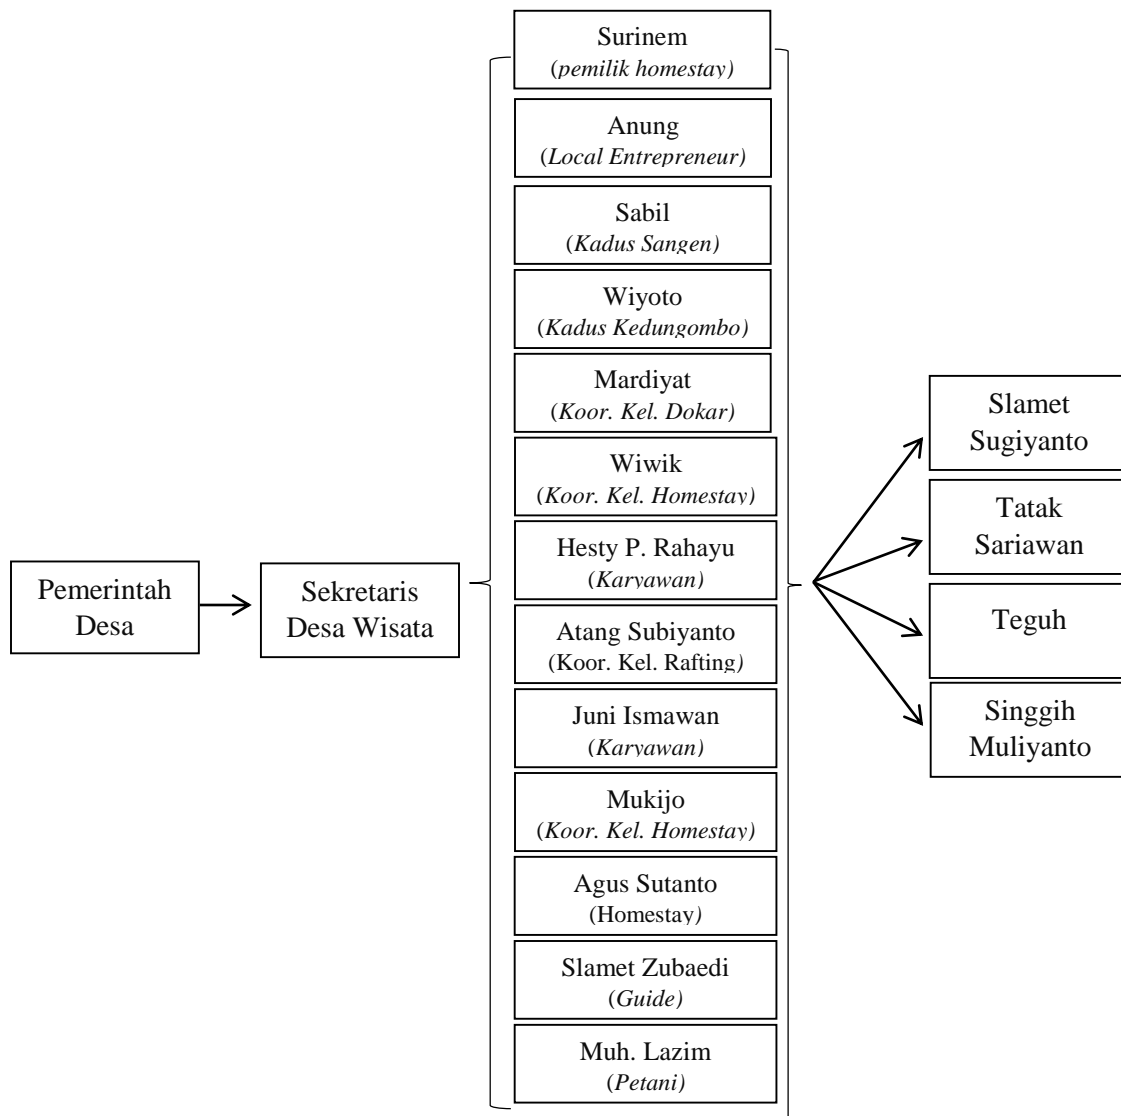 Pemerintah
Desa
Sekretaris
Desa Wisata
Surinem
(pemilik homestay)
Anung
(Local Entrepreneur)
Sabil
(Kadus Sangen)
Wiyoto
(Kadus Kedungombo)
Mardiyat
(Koor. Kel. Dokar)
Wiwik
(Koor. Kel. Homestay)
Hesty P. Rahayu
(Karyawan)
Atang Subiyanto
(Koor. Kel. Rafting)
Juni Ismawan
(Karyawan)
Mukijo
(Koor. Kel. Homestay)
Agus Sutanto
(Homestay)
Slamet Zubaedi
(Guide)
Muh. Lazim
(Petani)
Slamet
Sugiyanto
Tatak
Sariawan
Teguh
Singgih
Muliyanto